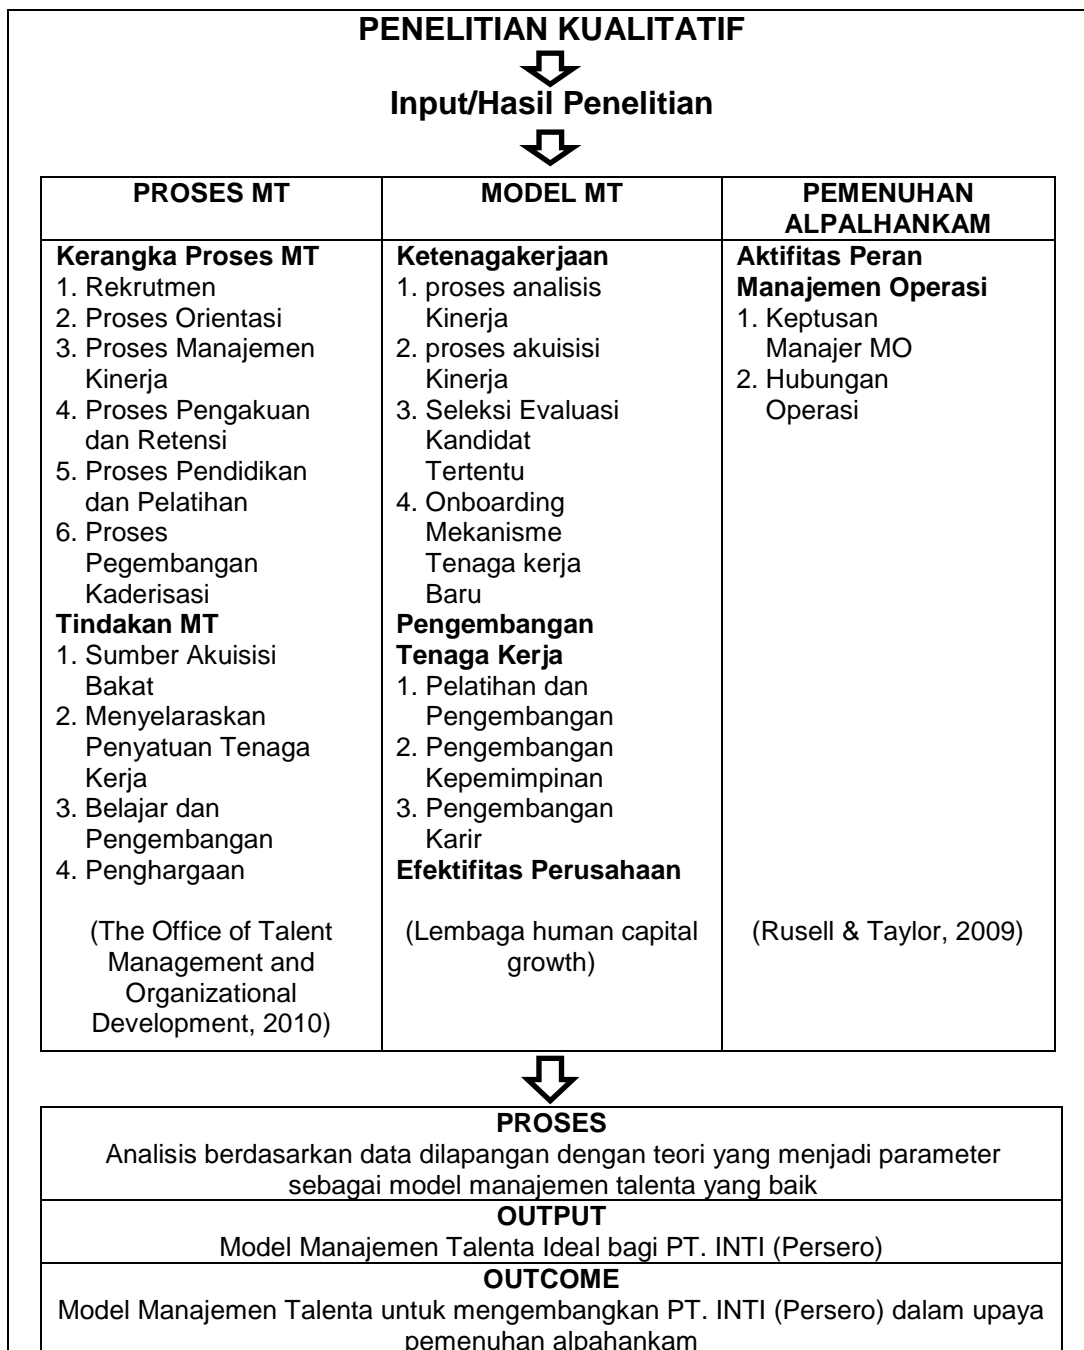 PENELITIAN KUALITATIF
Input/Hasil Penelitian
PROSES MT
Kerangka Proses MT
1. Rekrutmen
2. Proses Orientasi
3. Proses Manajemen
Kinerja
4. Proses Pengakuan
dan Retensi
5. Proses Pendidikan
dan Pelatihan
6. Proses
Pegembangan
Kaderisasi
Tindakan MT
1. Sumber Akuisisi
Bakat
2. Menyelaraskan
Penyatuan Tenaga
Kerja
3. Belajar dan
Pengembangan
4. Penghargaan
(The Office of Talent
Management and
Organizational
Development, 2010)
MODEL MT
Ketenagakerjaan
1. proses analisis
Kinerja
2. proses akuisisi
Kinerja
3. Seleksi Evaluasi
Kandidat
Tertentu
4. Onboarding
Mekanisme
Tenaga kerja
Baru
Pengembangan
Tenaga Kerja
1. Pelatihan dan
Pengembangan
2. Pengembangan
Kepemimpinan
3. Pengembangan
Karir
Efektifitas Perusahaan
(Lembaga human capital
growth)
PEMENUHAN
ALPALHANKAM
Aktifitas Peran
Manajemen Operasi
1. Keptusan
Manajer MO
2. Hubungan
Operasi
(Rusell & Taylor, 2009)
PROSES
Analisis berdasarkan data dilapangan dengan teori yang menjadi parameter
sebagai model manajemen talenta yang baik
OUTPUT
Model Manajemen Talenta Ideal bagi PT. INTI (Persero)
OUTCOME
Model Manajemen Talenta untuk mengembangkan PT. INTI (Persero) dalam upaya
pemenuhan alpahankam